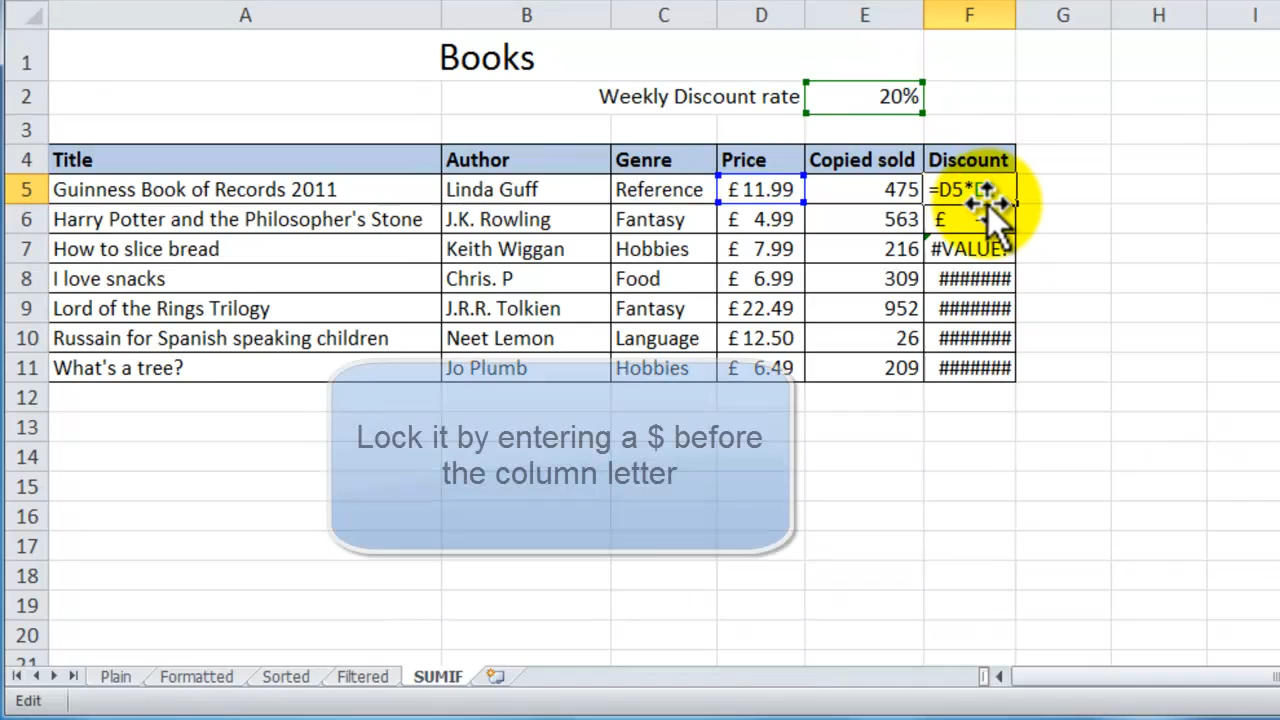 A B C D E F G H I
1 Books
2 Weekly Discount rate 20%
3
4 Title Author Genre Price Copied sold Discount
5 Guinness Book of Records 2011 Linda Guff Reference £ 11.99 475 =D5*
6 Harry Potter and the Philosopher's Stone J.K. Rowling Fantasy £ 4.99 563 £
7 How to slice bread Keith Wiggan Hobbies £ 7.99 216 #VALUE!
8 I love snacks Chris. P Food £ 6.99 309 #######
9 Lord of the Rings Trilogy J.R.R. Tolkien Fantasy £ 22.49 952 #######
10 Russain for Spanish speaking children Neet Lemon Language £ 12.50 26 #######
11 What's a tree? Jo Plumb Hobbies £ 6.49 209 #######
12
13
Lock it by entering a $ before
14
the column letter
15
16
17
18
19
20
21
Plain Formatted Sorted Filtered SUMIF
Edit